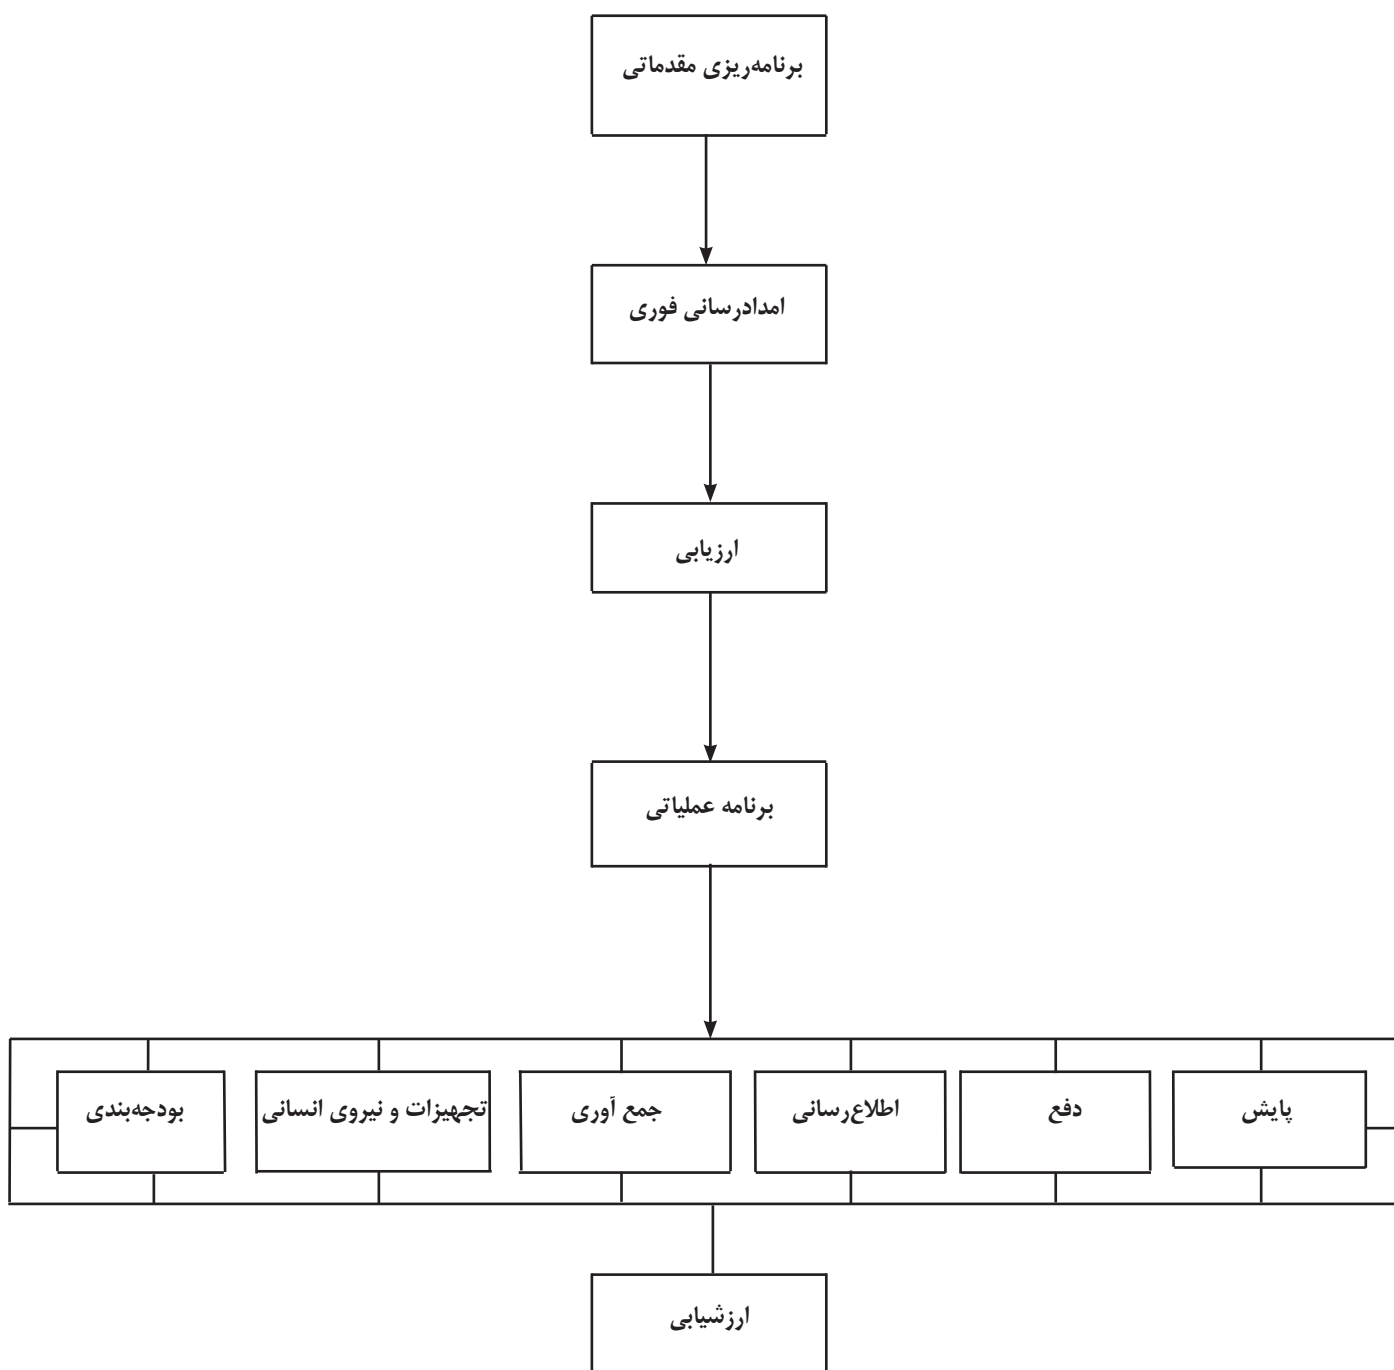 برنامه‌ریزی مقدماتی
امدادرسانی فوری
ارزیابی
برنامه عملیاتی
پایش
دفع
اطلاع‌رسانی
جمع آوری
تجهیزات و نیروی انسانی
بودجه‌بندی
ارزشیابی